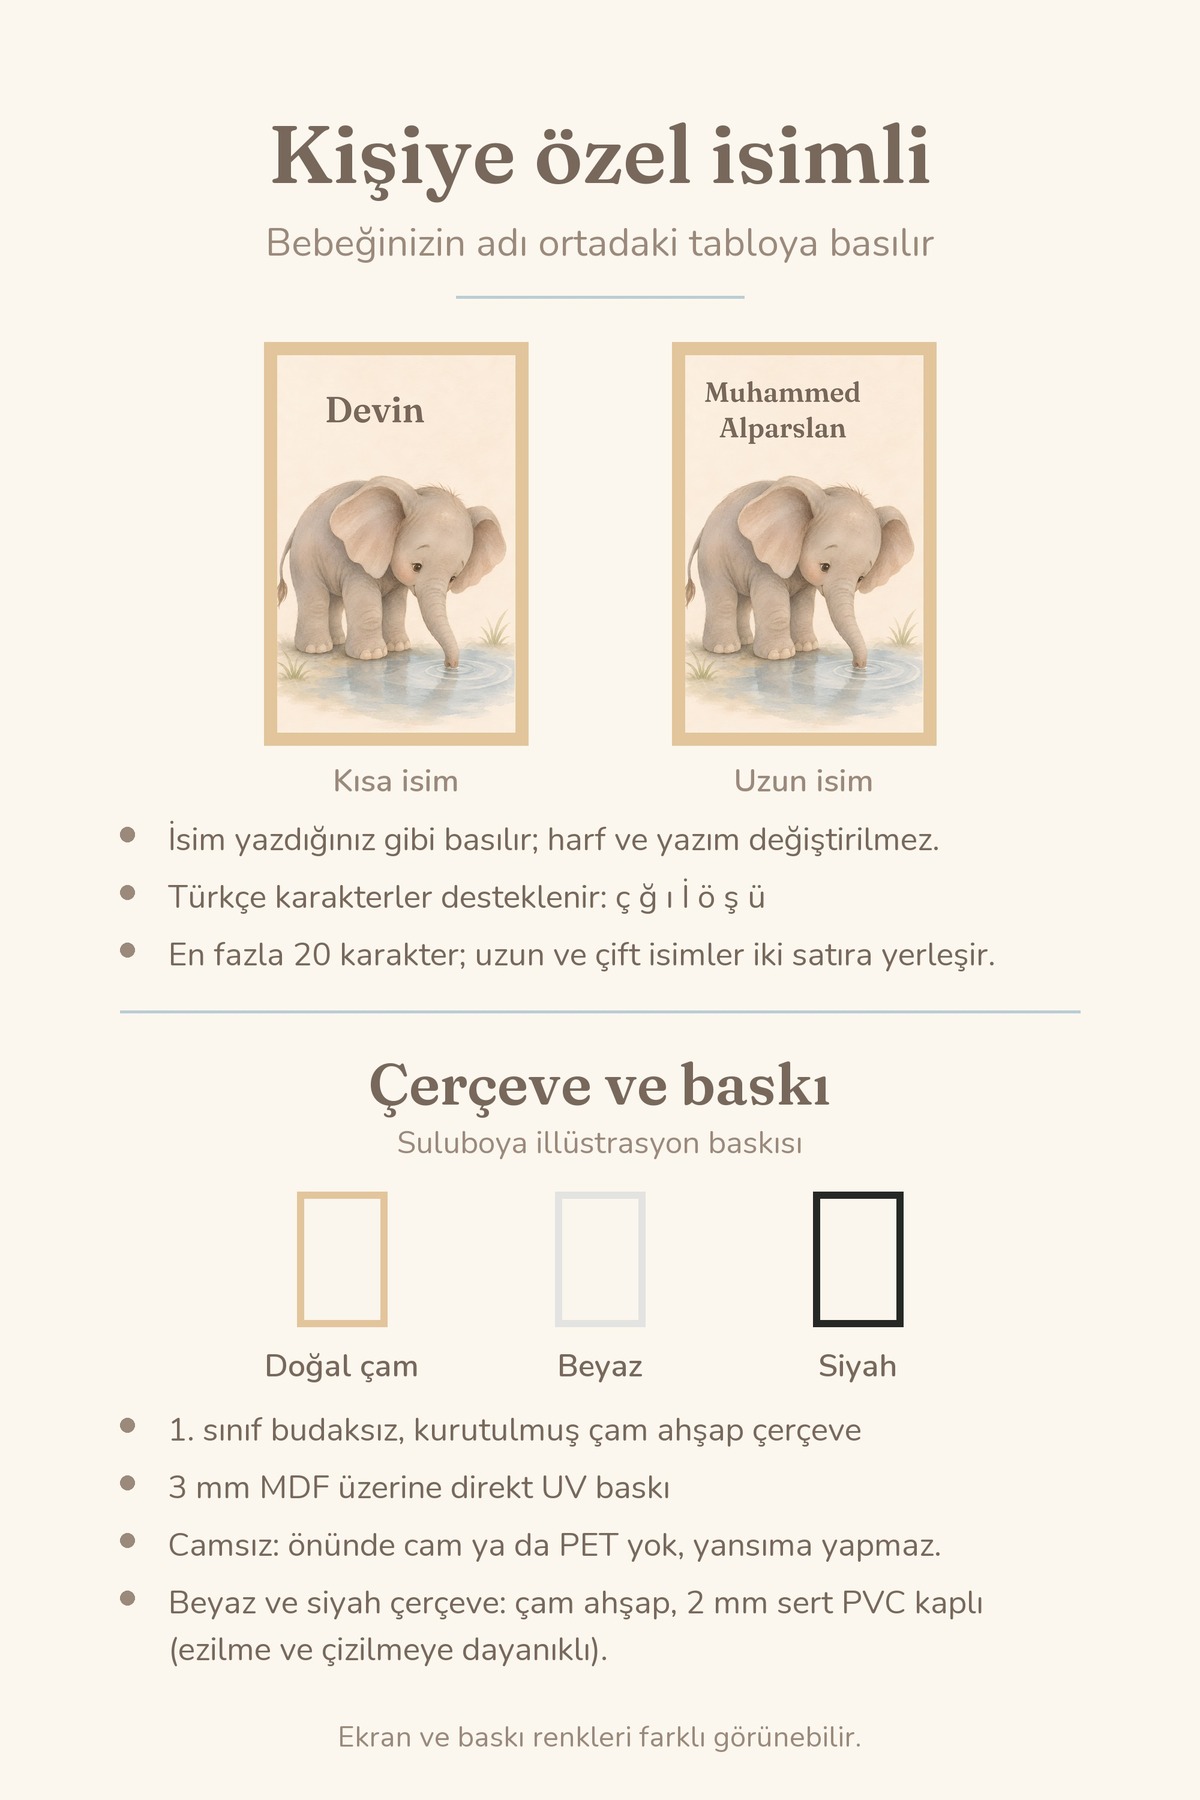 Kişiye özel isimli
Bebeğinizin adı ortadaki tabloya basılır
Devin
Muhammed
Alparslan
Kısa isim
Uzun isim
İsim yazdığınız gibi basılır; harf ve yazım değiştirilmez.
Türkçe karakterler desteklenir: ç ğ ı İ ö ş ü
En fazla 20 karakter; uzun ve çift isimler iki satıra yerleşir.
Çerçeve ve baskı
Suluboya illüstrasyon baskısı
Doğal çam
Beyaz
Siyah
1. sınıf budaksız, kurutulmuş çam ahşap çerçeve
3 mm MDF üzerine direkt UV baskı
Camsız: önünde cam ya da PET yok, yansıma yapmaz.
Beyaz ve siyah çerçeve: çam ahşap, 2 mm sert PVC kaplı
(ezilme ve çizilmeye dayanıklı).
Ekran ve baskı renkleri farklı görünebilir.